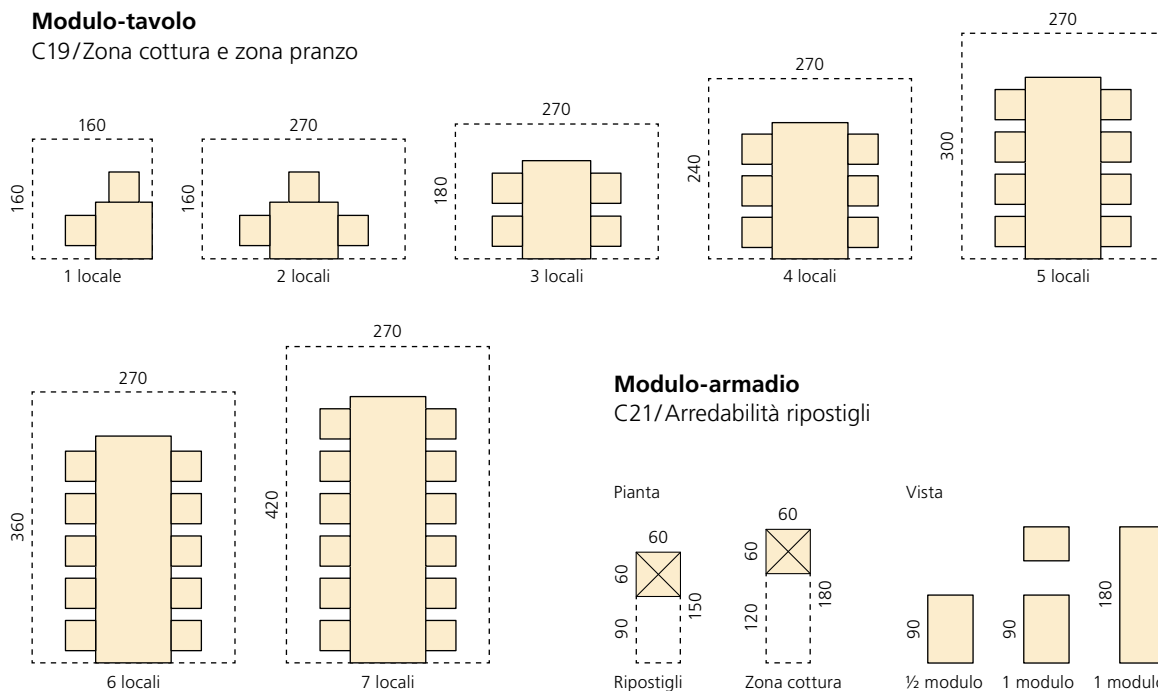 Modulo-tavolo
C19/Zona cottura e zona pranzo
160
160
1 locale
270
160
2 locali
270
180
3 locali
270
240
4 locali
270
300
5 locali
270
360
6 locali
270
420
7 locali
Modulo-armadio
C21/Arredabilità ripostigli
Pianta
60
60
90
150
Ripostigli
60
60
120
180
Zona cottura
Vista
90
½ modulo
90
1 modulo
180
1 modulo